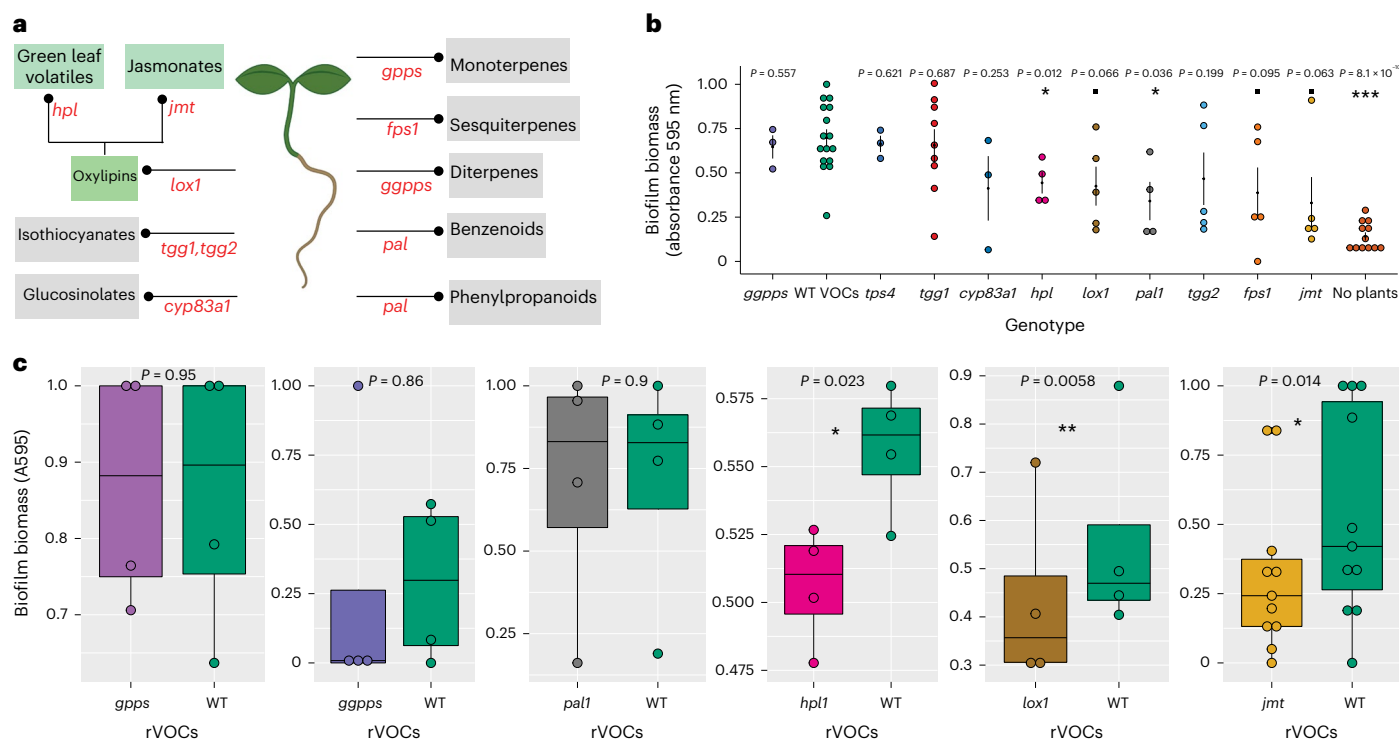 a
Green leaf
volatiles
Jasmonates
hpl
jmt
Oxylipins
lox1
Isothiocyanates
tgg1,tgg2
Glucosinolates
cyp83a1
gpps
Monoterpenes
fps1
Sesquiterpenes
ggpps
Diterpenes
pal
Benzenoids
pal
Phenylpropanoids
b
P = 0.557 P = 0.621 P = 0.687 P = 0.253 P = 0.012 P = 0.066 P = 0.036 P = 0.199 P = 0.095 P = 0.063 P = 8.1 × 10
* * ***
Biofilm biomass
(absorbance 595 nm)
1.00
0.75
0.50
0.25
0
ggpps WT VOCs tps4 tgg1 cyp83a1 hpl lox1 pal1 tgg2 fps1 jmt No plants
Genotype
c
Biofilm biomass (A595)
P = 0.95
1.0
0.9
0.8
0.7
gpps WT
rVOCs
P = 0.86
1.00
0.75
0.50
0.25
0
ggpps WT
rVOCs
P = 0.9
1.00
0.75
0.50
0.25
pal1 WT
rVOCs
P = 0.023
*
0.575
0.550
0.525
0.500
0.475
hpl1 WT
rVOCs
P = 0.0058
**
0.9
0.8
0.7
0.6
0.5
0.4
0.3
lox1 WT
rVOCs
P = 0.014
*
1.00
0.75
0.50
0.25
0
jmt WT
rVOCs